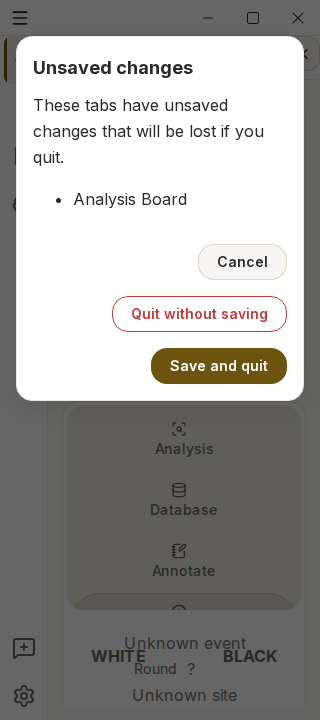 Unsaved changes
These tabs have unsaved
changes that will be lost if you
quit.
Analysis Board
Cancel
Quit without saving
Save and quit
Analysis
Database
Annotate
Unknown event
WHITE
BLACK
Round ?
Unknown site